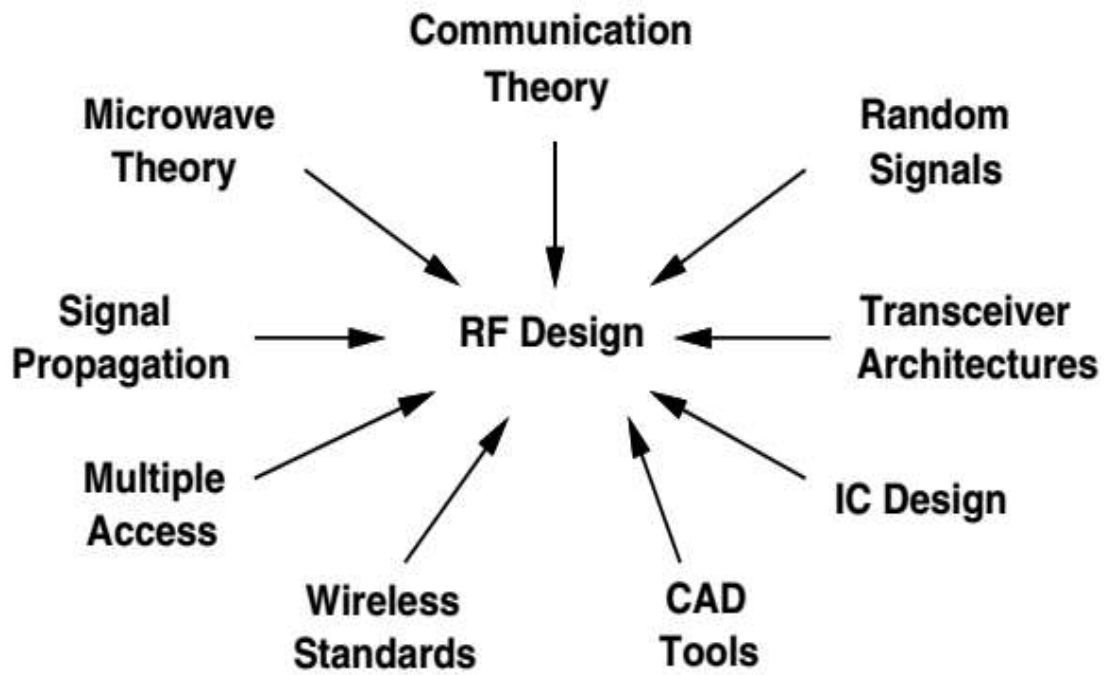 Communication
Theory
Microwave
Theory
Random
Signals
Signal
Propagation
RF Design
Transceiver
Architectures
Multiple
Access
IC Design
Wireless
Standards
CAD
Tools